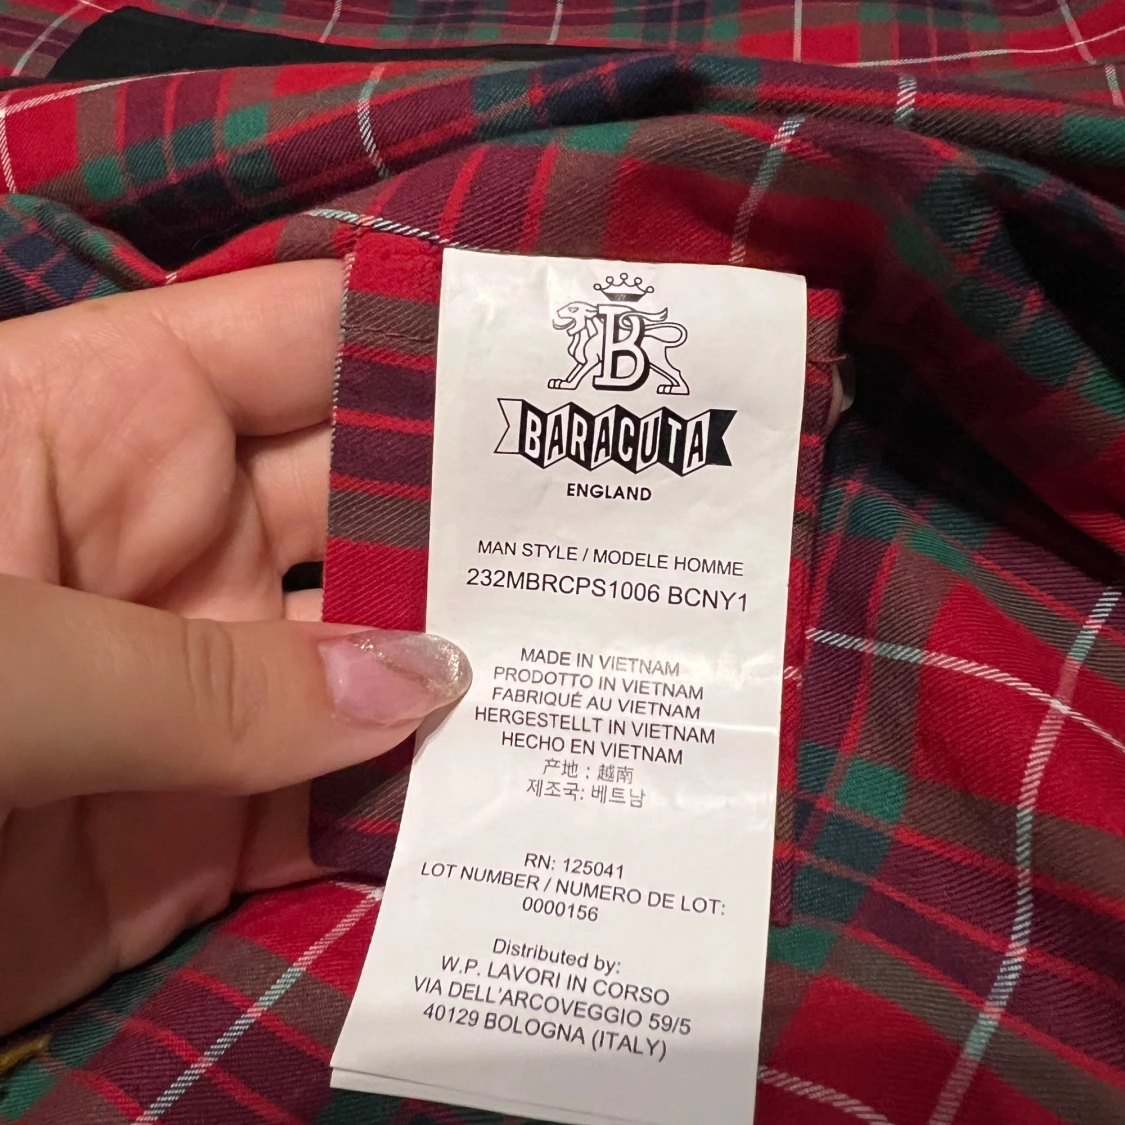 B
BARACUTA
ENGLAND
MAN STYLE / MODELE HOMME
232MBRCPS1006 BCNY1
MADE IN VIETNAM
PRODOTTO IN VIETNAM
FABRIQUÉ AU VIETNAM
HERGESTELLT IN VIETNAM
HECHO EN VIETNAM
产地：越南
제조국: 베트남
RN: 125041
LOT NUMBER / NUMERO DE LOT:
0000156
Distributed by:
W.P. LAVORI IN CORSO
VIA DELL'ARCOVEGGIO 59/5
40129 BOLOGNA (ITALY)